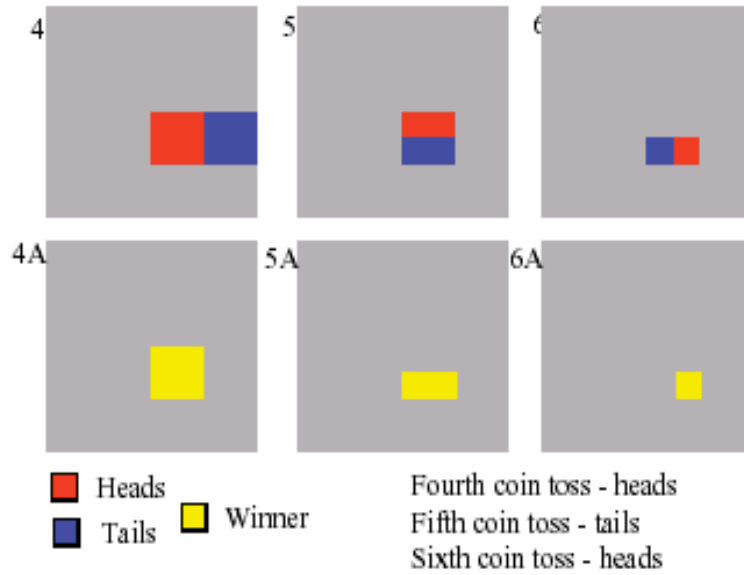 4
5
6
4A
5A
6A
Heads
Tails
Winner
Fourth coin toss - heads
Fifth coin toss - tails
Sixth coin toss - heads